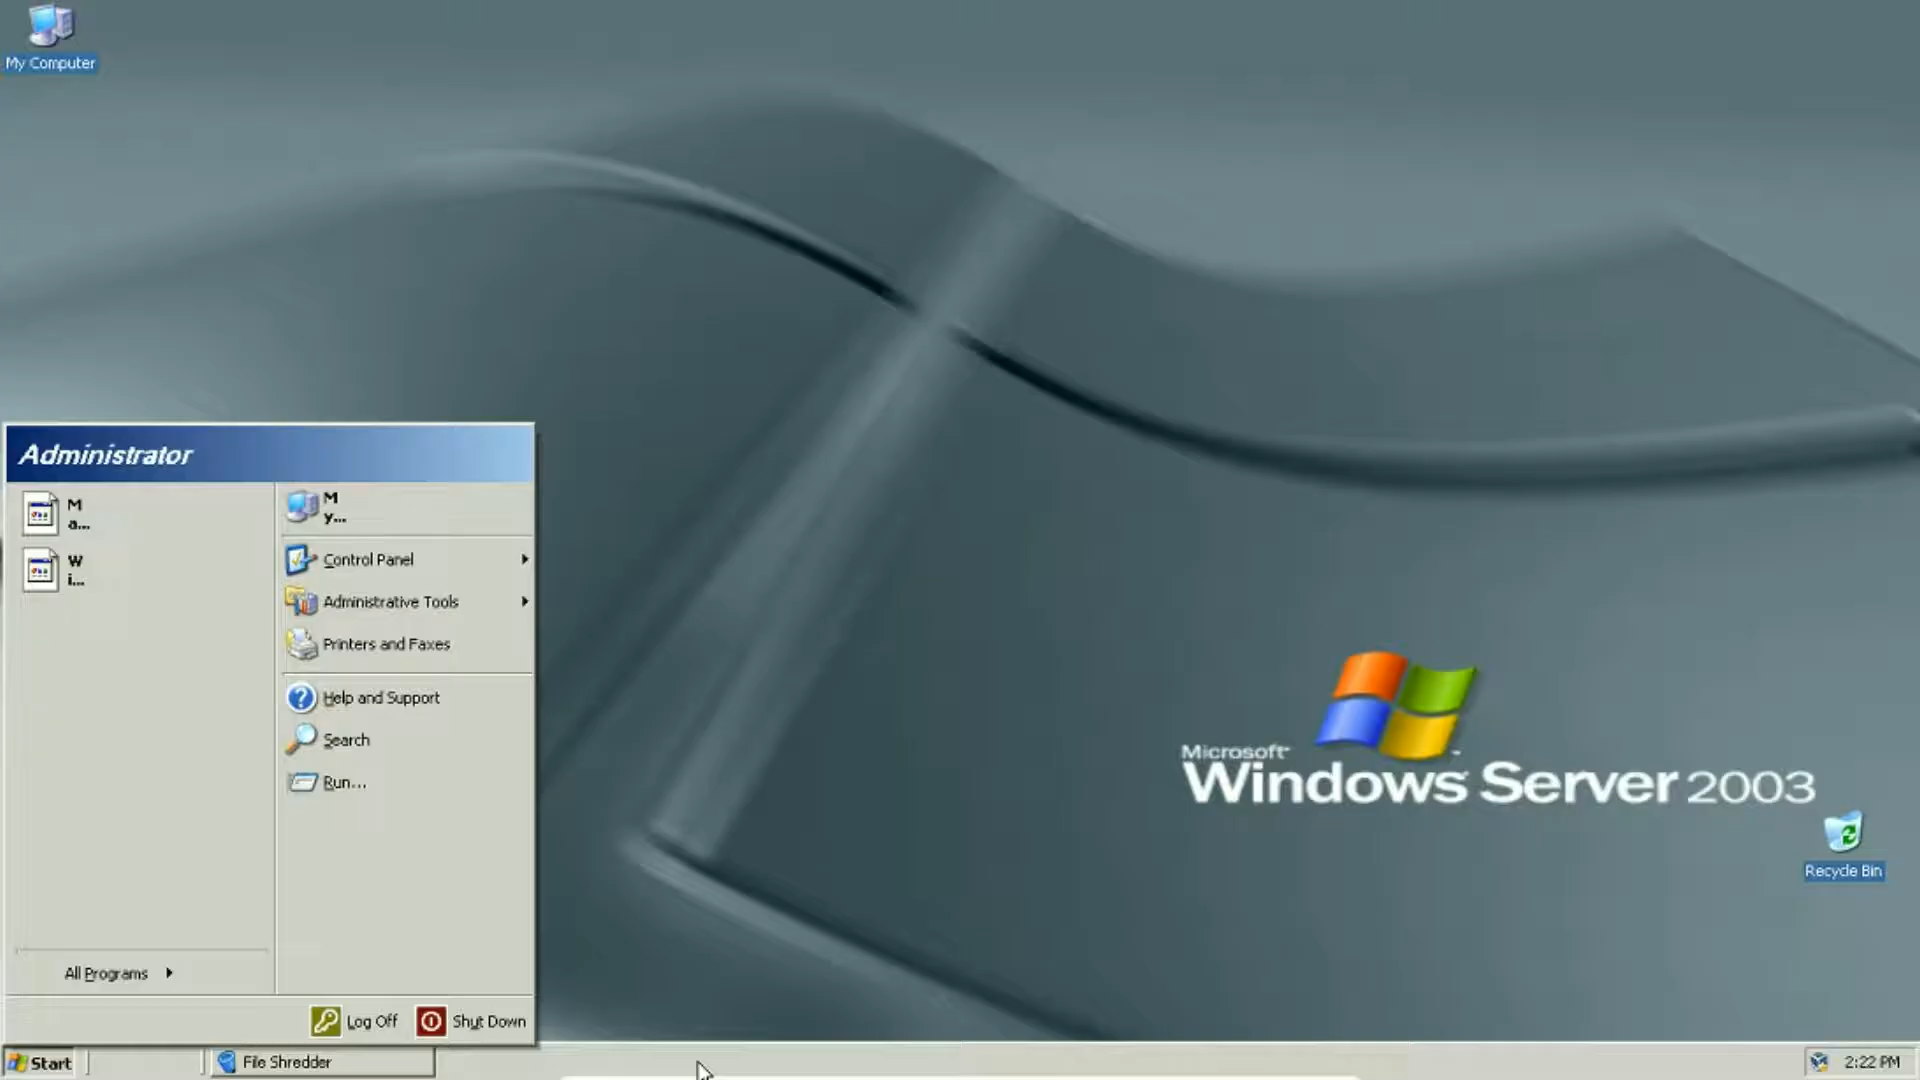 My Computer
Administrator
M
a...
W
i...
M
y...
Control Panel
Administrative Tools
Printers and Faxes
Help and Support
Search
Run...
All Programs
Log Off
Shut Down
Microsoft
Windows Server 2003
Recycle Bin
Start
File Shredder
2:22 PM